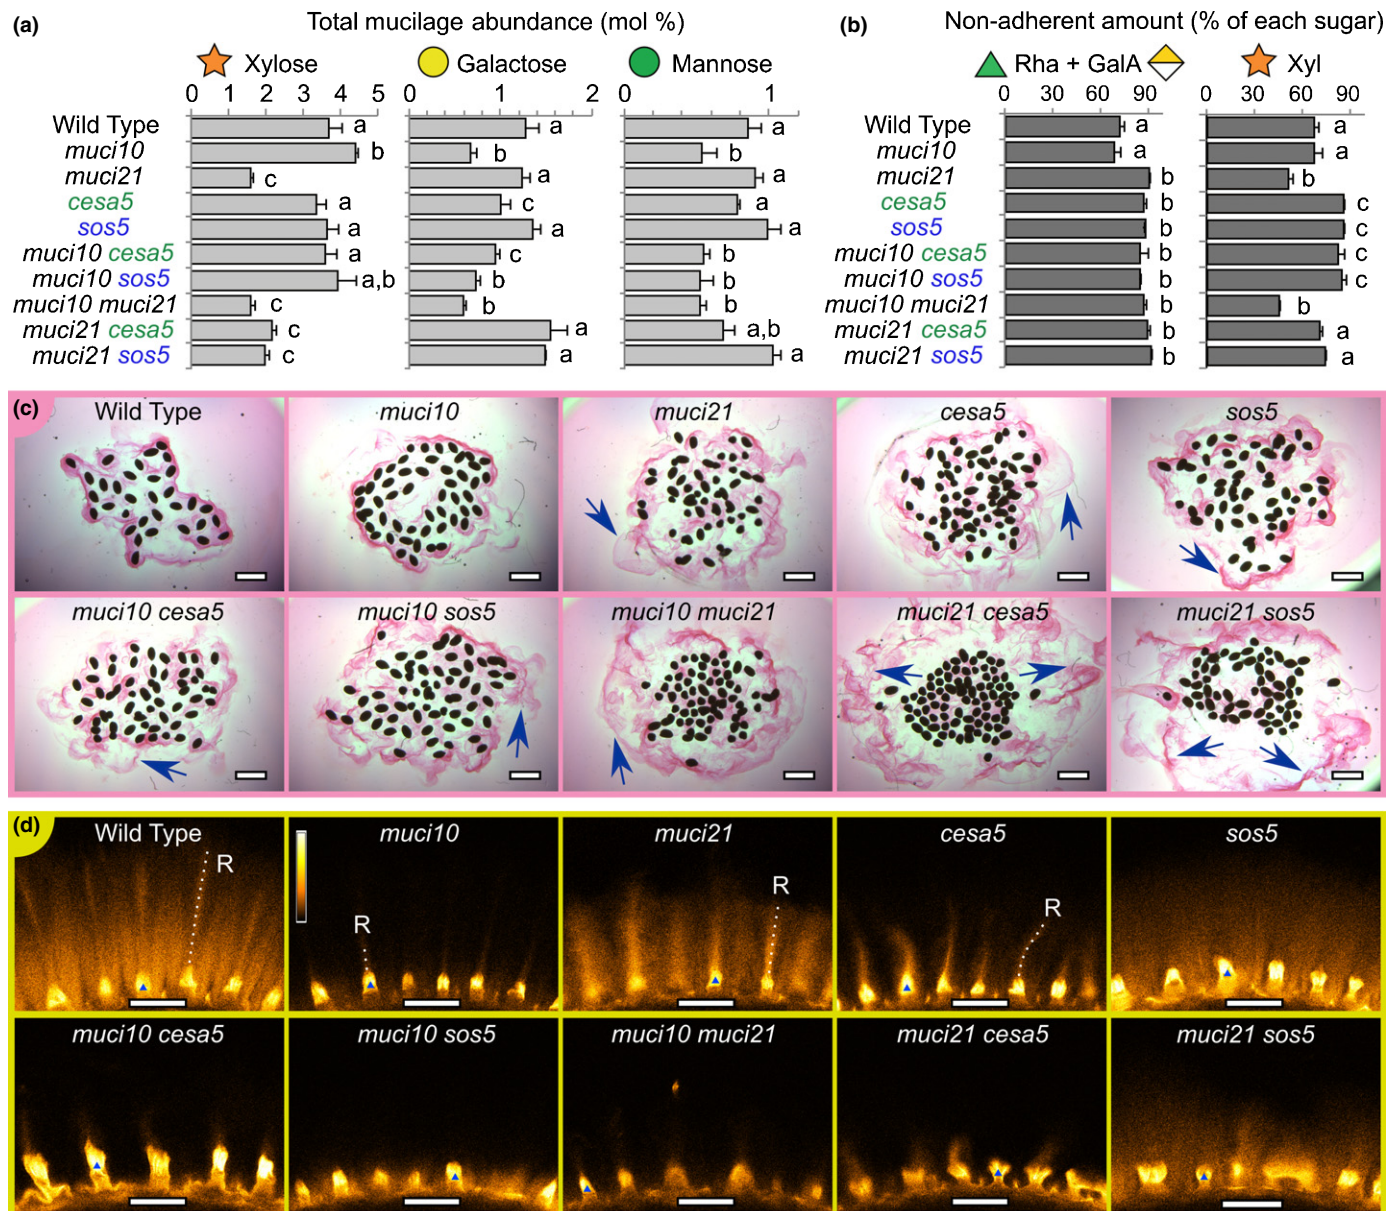 (a) Total mucilage abundance (mol %)
Xylose Galactose Mannose
0 1 2 3 4 5 0 1 2 0 1
Wild Type a a a
muci10 b b b
muci21 c a a
cesa5 a c a
sos5 a a a
muci10 cesa5 a c b
muci10 sos5 a,b b b
muci10 muci21 c b b
muci21 cesa5 c a a,b
muci21 sos5 c a a
(b) Non-adherent amount (% of each sugar)
Rha + GalA Xyl
0 30 60 90 0 30 60 90
Wild Type a a
muci10 a a
muci21 b b
cesa5 b c
sos5 b c
muci10 cesa5 b c
muci10 sos5 b c
muci10 muci21 b b
muci21 cesa5 b a
muci21 sos5 b a
(c) Wild Type muci10 muci21 cesa5 sos5
muci10 cesa5 muci10 sos5 muci10 muci21 muci21 cesa5 muci21 sos5
(d) Wild Type muci10 muci21 cesa5 sos5
R R R R
muci10 cesa5 muci10 sos5 muci10 muci21 muci21 cesa5 muci21 sos5